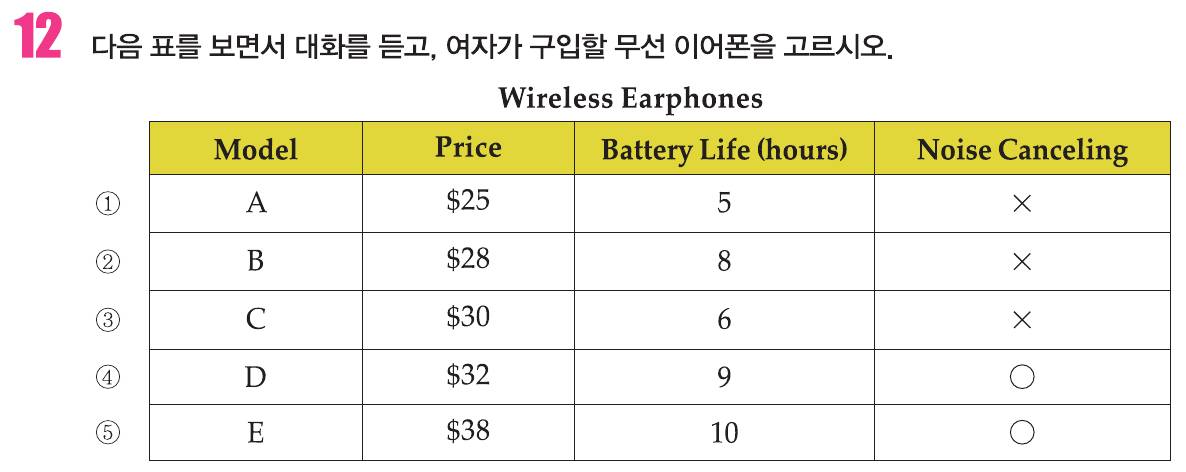 12 다음 표를 보면서 대화를 듣고, 여자가 구입할 무선 이어폰을 고르시오.
Wireless Earphones
Model Price Battery Life (hours) Noise Canceling
① A $25 5 ×
② B $28 8 ×
③ C $30 6 ×
④ D $32 9 ○
⑤ E $38 10 ○